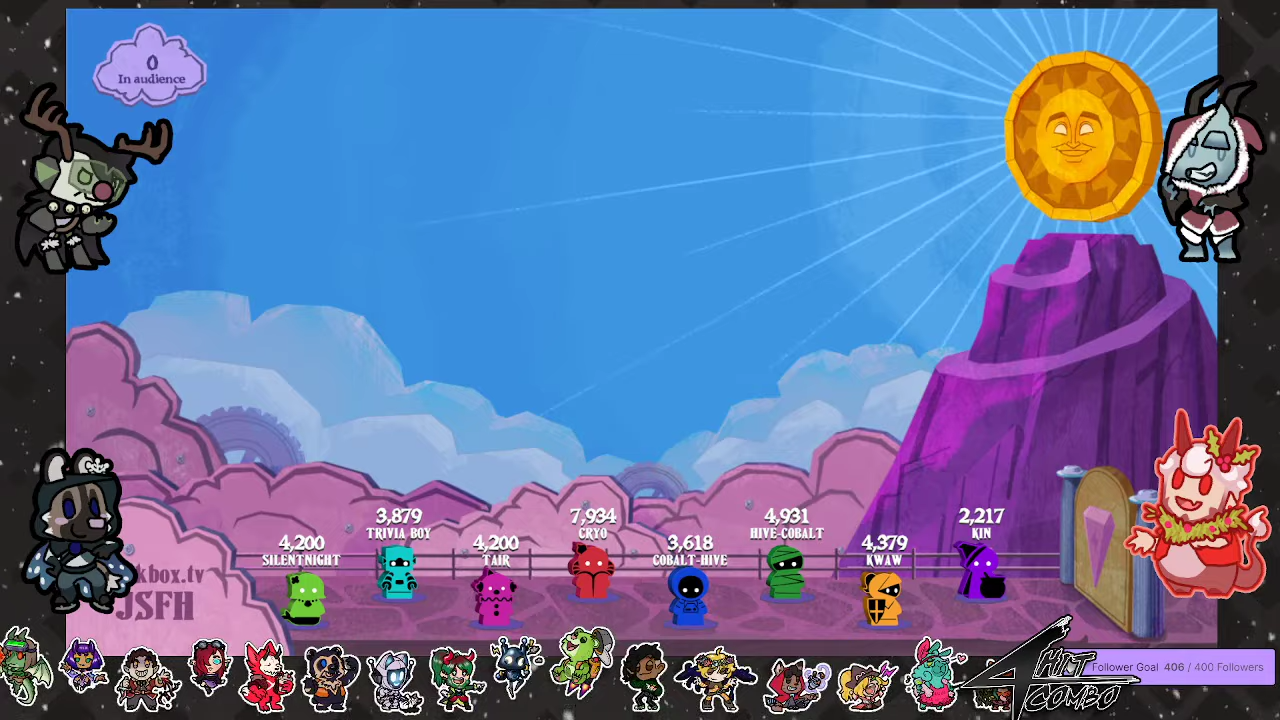 0
In audience
3,879
TRIVIA BOY
7,934
CRYO
4,931
HIVE-COBALT
2,217
KIN
4,200
SILENTNIGHT
4,200
TAIR
3,618
COBALT-HIVE
4,379
KWAW
kbox.tv
JSFH
4 HIT
COMBO
Follower Goal 406 / 400 Followers